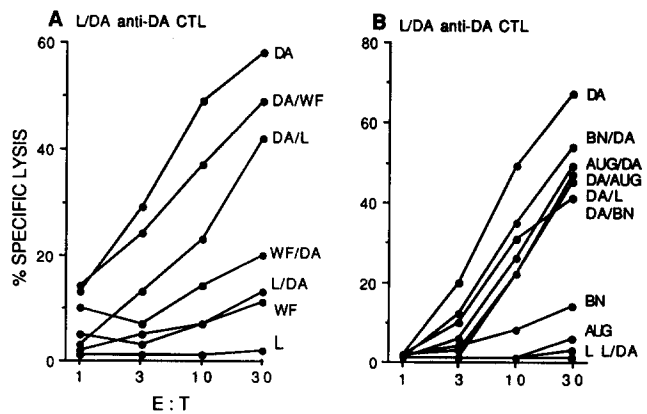 A L/DA anti-DA CTL
60
40
20
0
% SPECIFIC LYSIS
1 3 10 30
E : T
DA
DA/WF
DA/L
WF/DA
L/DA
WF
L
B L/DA anti-DA CTL
80
60
40
20
0
1 3 10 30
DA
BN/DA
AUG/DA
DA/AUG
DA/L
DA/BN
BN
AUG
L L/DA